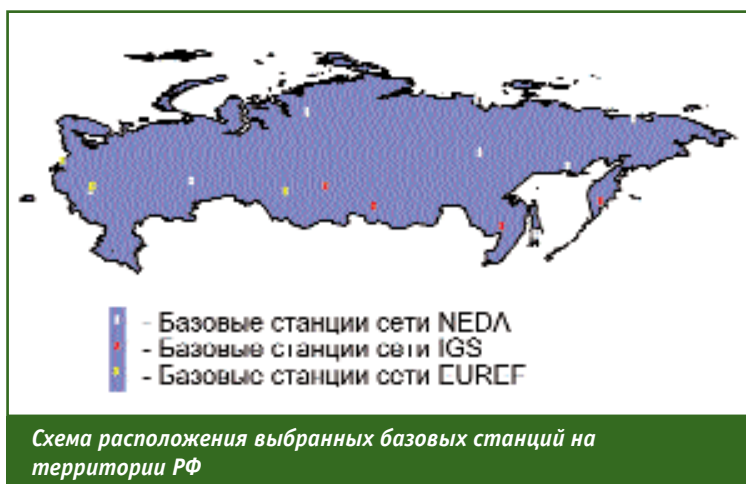 - Базовые станции сети NEDA
- Базовые станции сети IGS
- Базовые станции сети EUREF
Схема расположения выбранных базовых станций на
территории РФ